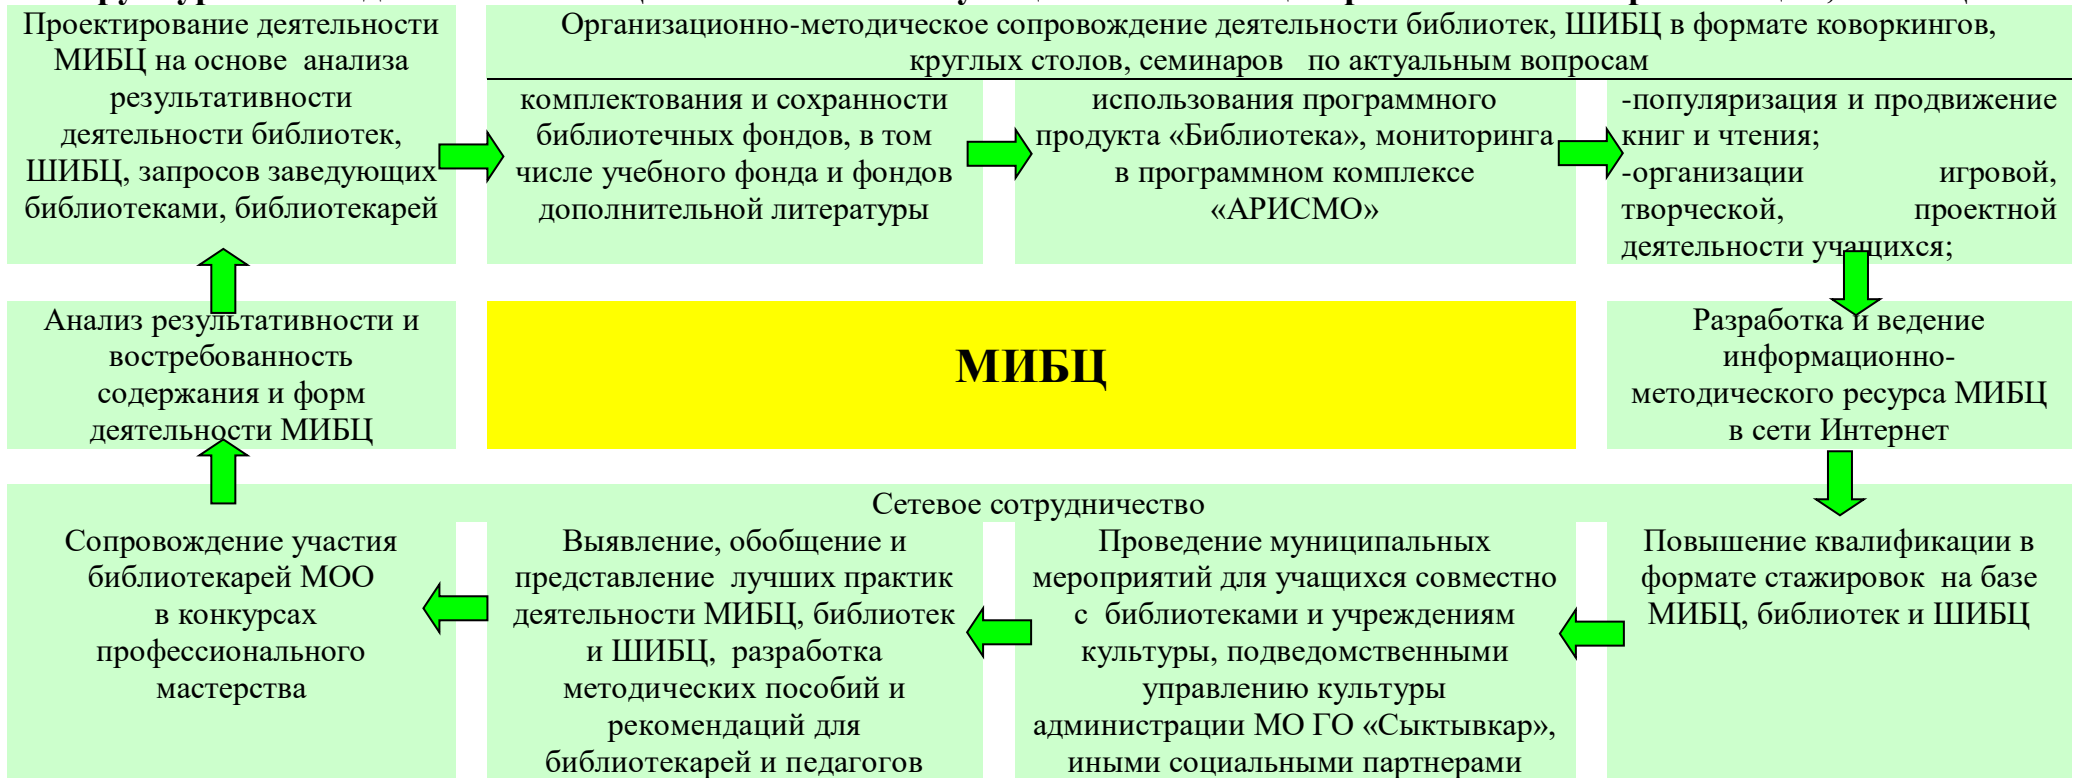 Проектирование деятельности
МИБЦ на основе анализа
результативности
деятельности библиотек,
ШИБЦ, запросов заведующих
библиотеками, библиотекарей
Организационно-методическое сопровождение деятельности библиотек, ШИБЦ в формате коворкингов,
круглых столов, семинаров по актуальным вопросам
комплектования и сохранности
библиотечных фондов, в том
числе учебного фонда и фондов
дополнительной литературы
использования программного
продукта «Библиотека», мониторинга
в программном комплексе
«АРИСМО»
-популяризация и продвижение
книг и чтения;
-организации игровой,
творческой, проектной
деятельности учащихся;
Анализ результативности и
востребованность
содержания и форм
деятельности МИБЦ
МИБЦ
Разработка и ведение
информационно-
методического ресурса МИБЦ
в сети Интернет
Сетевое сотрудничество
Сопровождение участия
библиотекарей МОО
в конкурсах
профессионального
мастерства
Выявление, обобщение и
представление лучших практик
деятельности МИБЦ, библиотек
и ШИБЦ, разработка
методических пособий и
рекомендаций для
библиотекарей и педагогов
Проведение муниципальных
мероприятий для учащихся совместно
с библиотеками и учреждениям
культуры, подведомственными
управлению культуры
администрации МО ГО «Сыктывкар»,
иными социальными партнерами
Повышение квалификации в
формате стажировок на базе
МИБЦ, библиотек и ШИБЦ